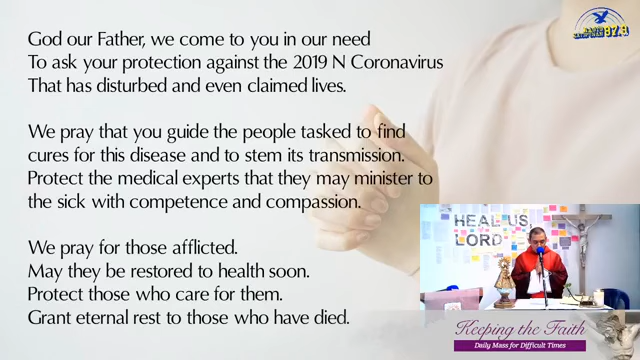 God our Father, we come to you in our need
To ask your protection against the 2019 N Coronavirus
That has disturbed and even claimed lives.
We pray that you guide the people tasked to find
cures for this disease and to stem its transmission.
Protect the medical experts that they may minister to
the sick with competence and compassion.
We pray for those afflicted.
May they be restored to health soon.
Protect those who care for them.
Grant eternal rest to those who have died.
97.8
HEAL US,
LORD
Keeping the Faith
Daily Mass for Difficult Times